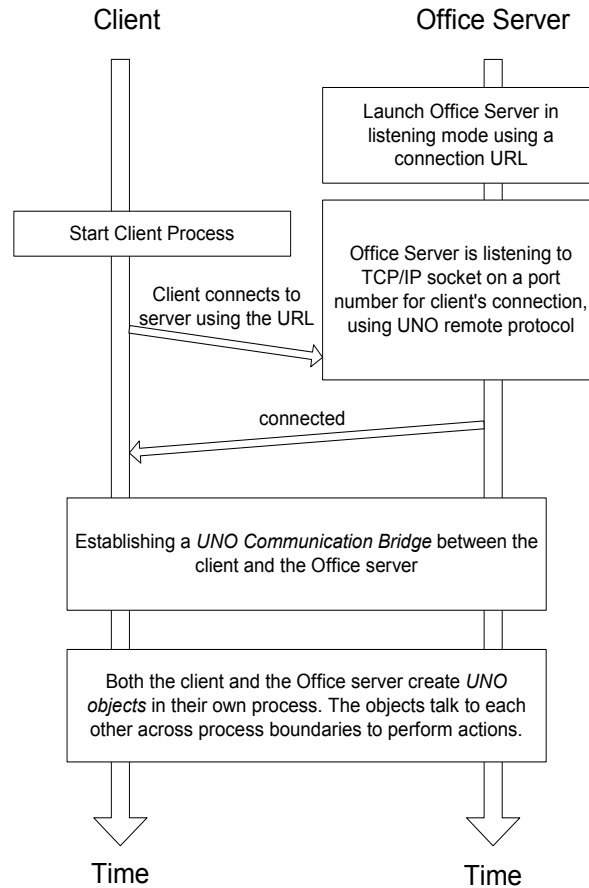 Client
Office Server
Launch Office Server in
listening mode using a
connection URL
Start Client Process
Office Server is listening to
TCP/IP socket on a port
number for client's connection,
using UNO remote protocol
Client connects to
server using the URL
connected
Establishing a UNO Communication Bridge between the
client and the Office server
Both the client and the Office server create UNO
objects in their own process. The objects talk to each
other across process boundaries to perform actions.
Time
Time